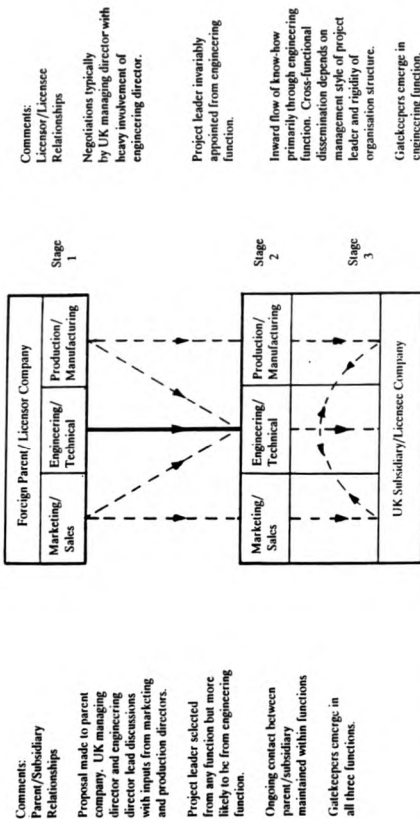 Comments:
Parent/Subsidiary
Relationships
Proposal made to parent
company. UK managing
director and engineering
director lead discussions
with inputs from marketing
and production directors.
Project leader selected
from any function but more
likely to be from engineering
function.
Ongoing contact between
parent/subsidiary
maintained within functions
Gatekeepers emerge in
all three functions.
Foreign Parent/ Licensor Company
Marketing/
Sales
Engineering/
Technical
Production/
Manufacturing
Stage
1
Marketing/
Sales
Engineering/
Technical
Production/
Manufacturing
Stage
2
Stage
3
UK Subsidiary/Licensee Company
Comments:
Licensor/Licensee
Relationships
Negotiations typically
by UK managing director with
heavy involvement of
engineering director.
Project leader invariably
appointed from engineering
function.
Inward flow of know-how
primarily through engineering
function. Cross-functional
dissemination depends on
management style of project
leader and rigidity of
organisation structure.
Gatekeepers emerge in
engineering function.